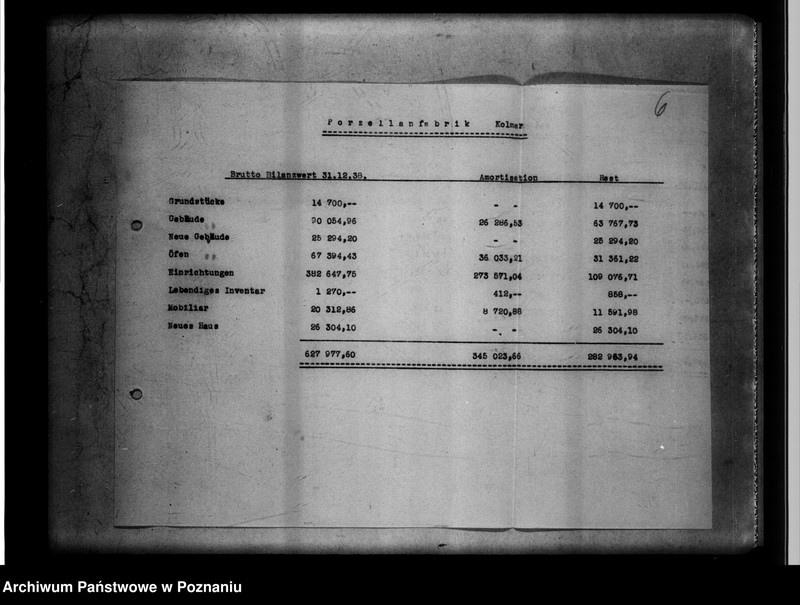 6
Porzellanfabrik Kolmar
Brutto Bilanzwert 31.12.38. Amortisation Rest
Grundstücke 14 700,-- - - 14 700,--
Gebäude 90 054,96 26 286,53 63 767,73
Neue Gebäude 25 294,20 - - 25 294,20
Öfen 67 394,43 36 033,21 31 361,22
Einrichtungen 382 647,75 273 571,04 109 076,71
Lebendiges Inventar 1 270,-- 412,-- 858,--
Mobiliar 20 312,86 8 720,88 11 591,98
Neues Haus 26 304,10 - - 26 304,10
627 977,60 345 023,66 282 953,94
Archiwum Państwowe w Poznaniu